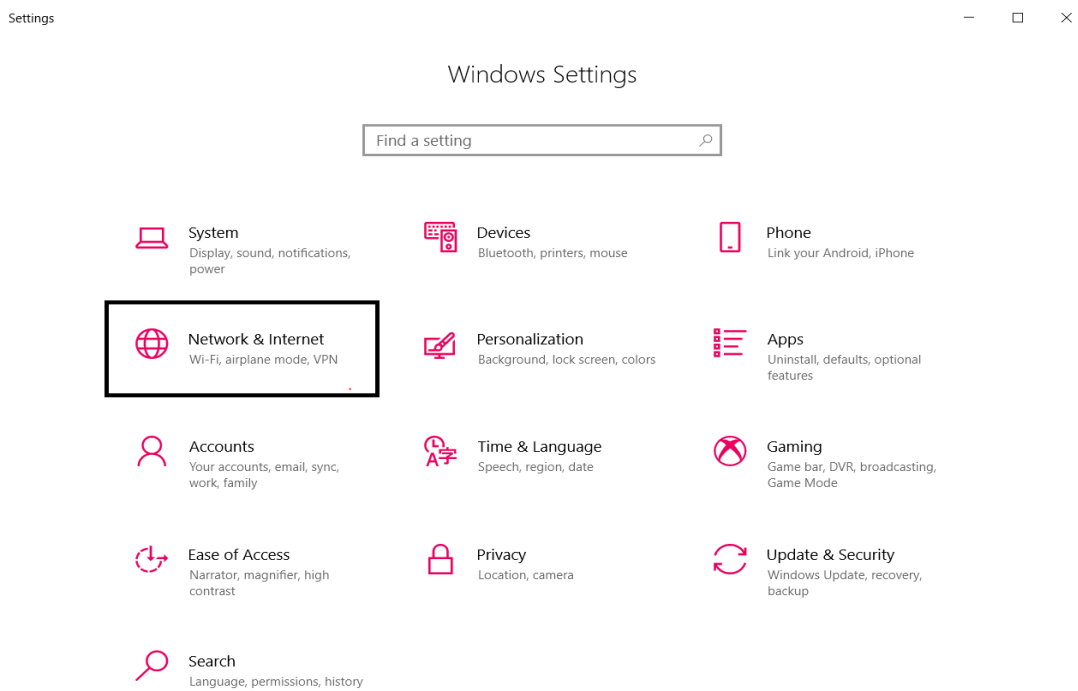 Settings
Windows Settings
Find a setting
System
Display, sound, notifications,
power
Devices
Bluetooth, printers, mouse
Phone
Link your Android, iPhone
Network & Internet
Wi-Fi, airplane mode, VPN
Personalization
Background, lock screen, colors
Apps
Uninstall, defaults, optional
features
Accounts
Your accounts, email, sync,
work, family
Time & Language
Speech, region, date
Gaming
Game bar, DVR, broadcasting,
Game Mode
Ease of Access
Narrator, magnifier, high
contrast
Privacy
Location, camera
Update & Security
Windows Update, recovery,
backup
Search
Language, permissions, history